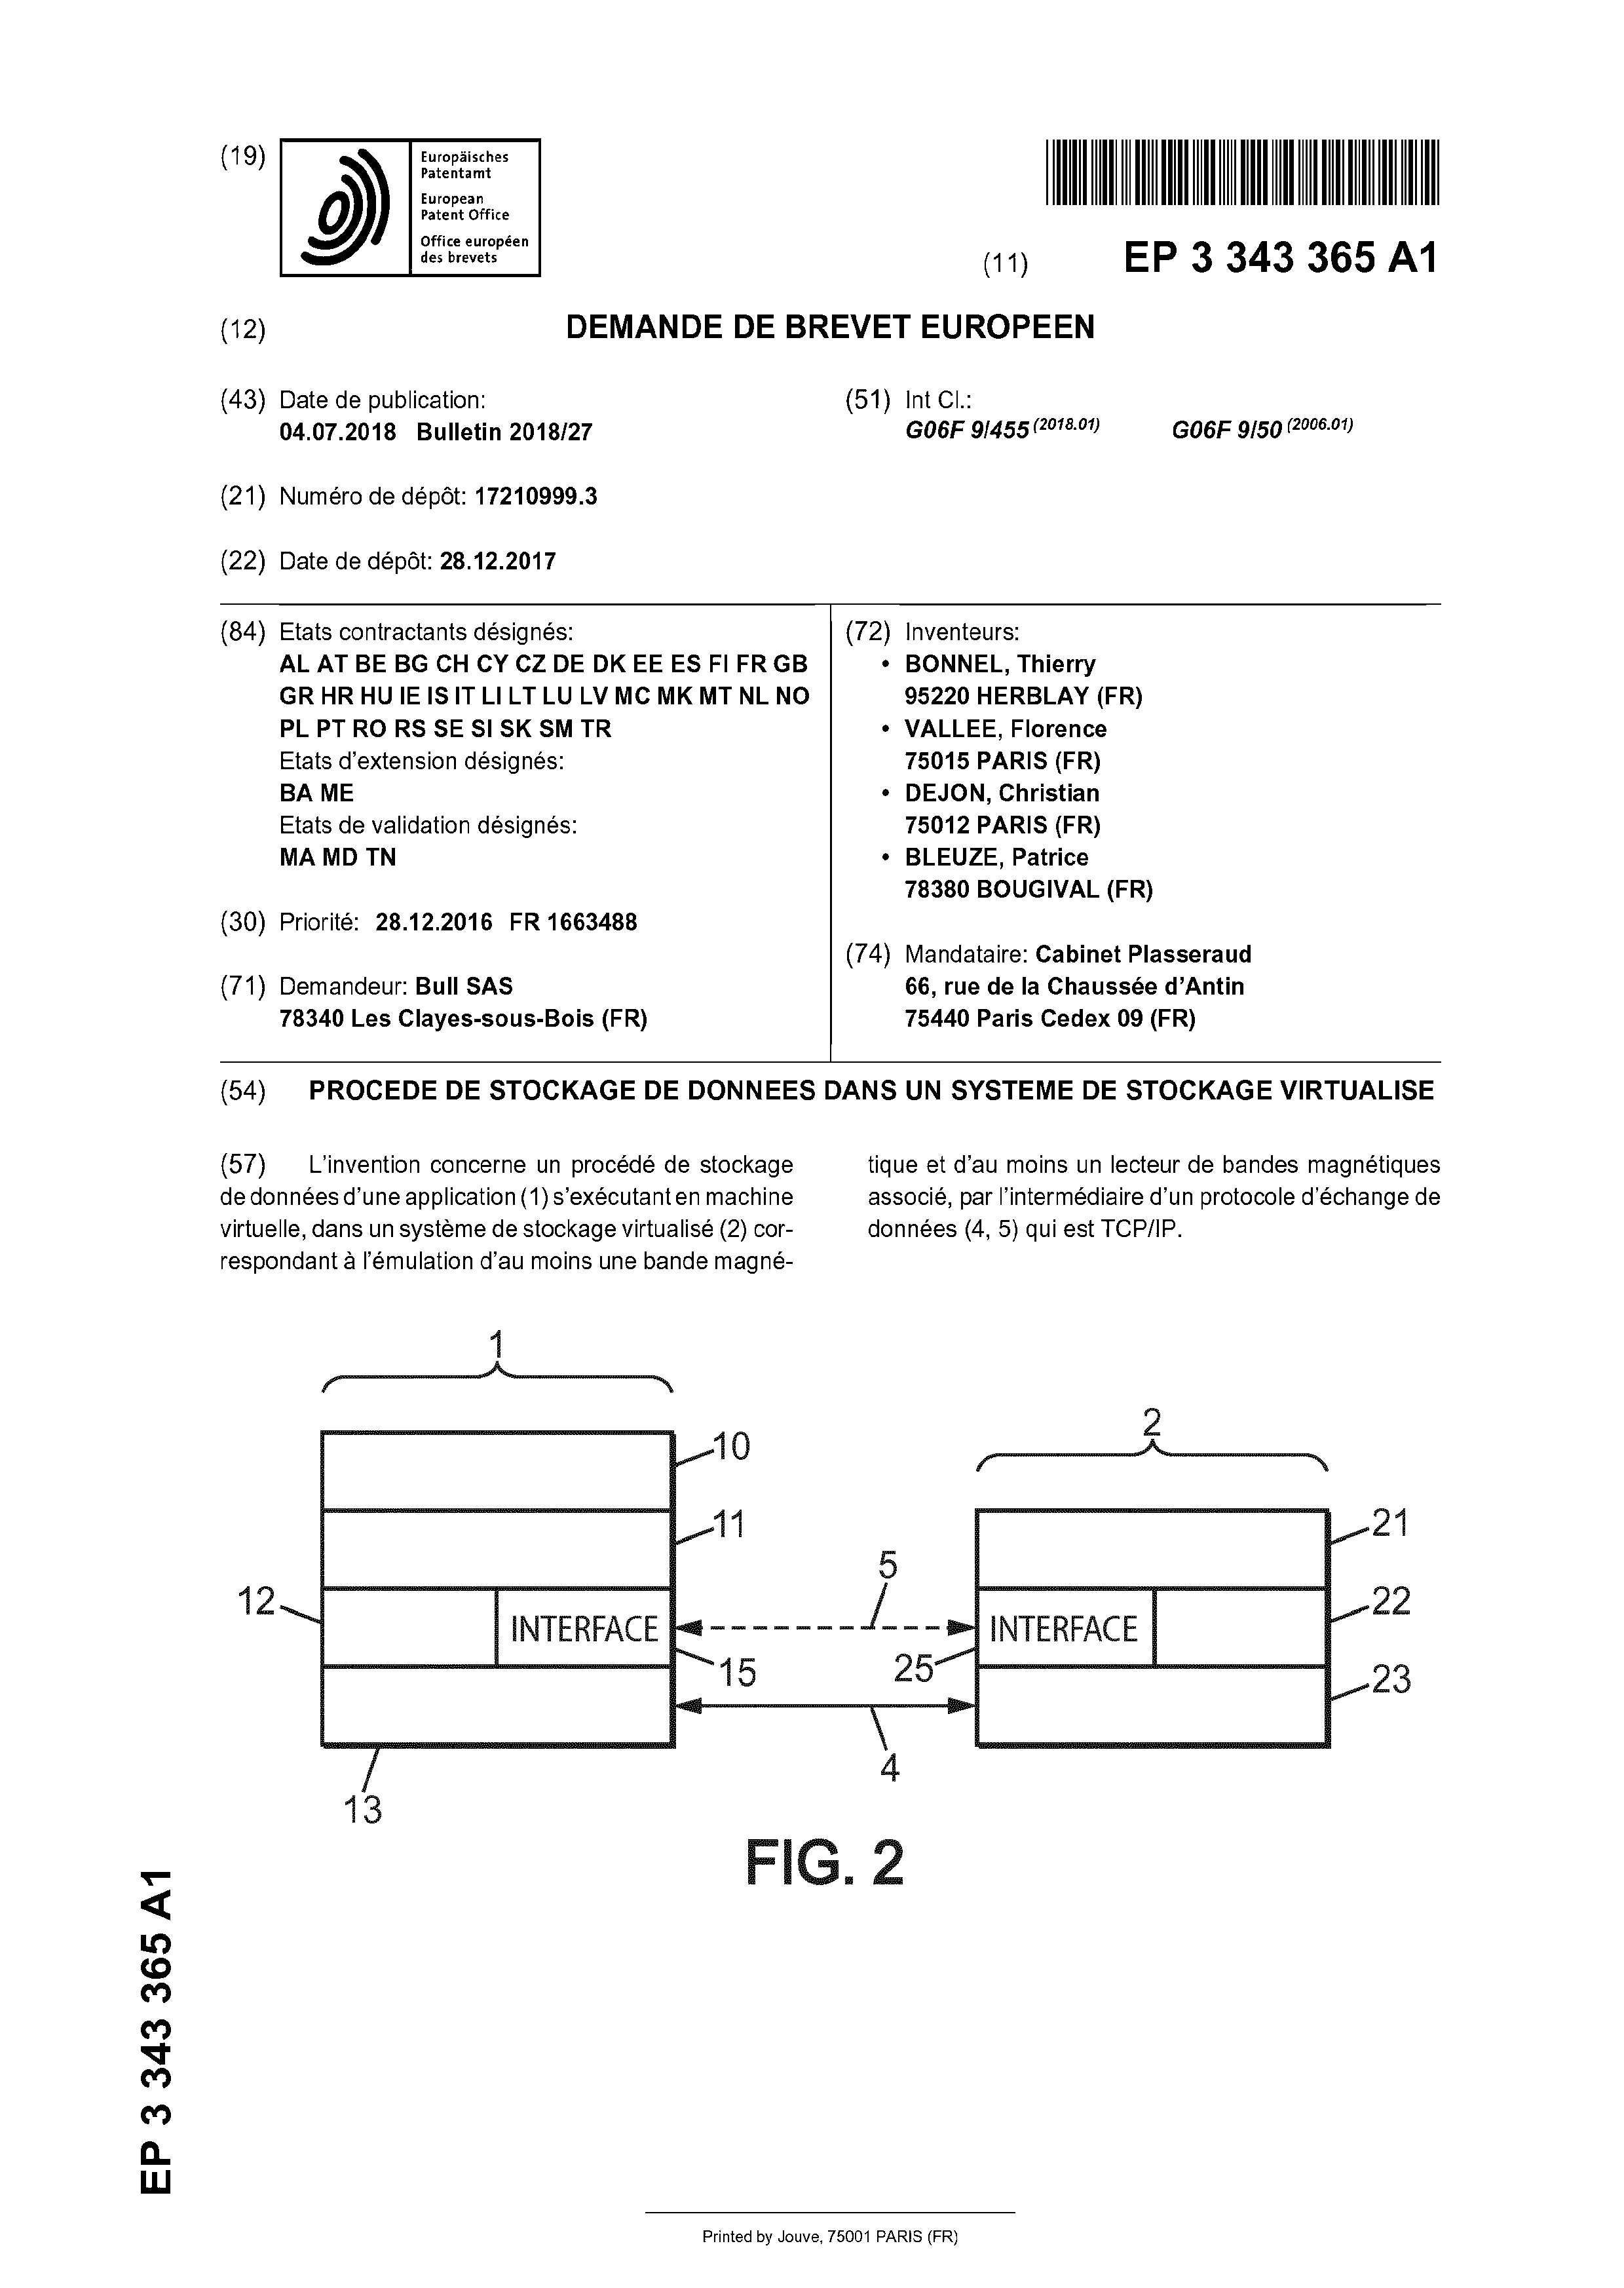 (19)
Europäisches
Patentamt
European
Patent Office
Office européen
des brevets
(11) EP 3 343 365 A1
(12) DEMANDE DE BREVET EUROPEEN
(43) Date de publication:
04.07.2018 Bulletin 2018/27
(51) Int Cl.:
G06F 9/455 (2018.01) G06F 9/50 (2006.01)
(21) Numéro de dépôt: 17210999.3
(22) Date de dépôt: 28.12.2017
(84) Etats contractants désignés:
AL AT BE BG CH CY CZ DE DK EE ES FI FR GB
GR HR HU IE IS IT LI LT LU LV MC MK MT NL NO
PL PT RO RS SE SI SK SM TR
Etats d'extension désignés:
BA ME
Etats de validation désignés:
MA MD TN
(30) Priorité: 28.12.2016 FR 1663488
(71) Demandeur: Bull SAS
78340 Les Clayes-sous-Bois (FR)
(72) Inventeurs:
• BONNEL, Thierry
95220 HERBLAY (FR)
• VALLEE, Florence
75015 PARIS (FR)
• DEJON, Christian
75012 PARIS (FR)
• BLEUZE, Patrice
78380 BOUGIVAL (FR)
(74) Mandataire: Cabinet Plasseraud
66, rue de la Chaussée d'Antin
75440 Paris Cedex 09 (FR)
(54) PROCEDE DE STOCKAGE DE DONNEES DANS UN SYSTEME DE STOCKAGE VIRTUALISE
(57) L'invention concerne un procédé de stockage
de données d'une application (1) s'exécutant en machine
virtuelle, dans un système de stockage virtualisé (2) cor-
respondant à l'émulation d'au moins une bande magné-
tique et d'au moins un lecteur de bandes magnétiques
associé, par l'intermédiaire d'un protocole d'échange de
données (4, 5) qui est TCP/IP.
1
2
10
11
21
5
12
22
INTERFACE
INTERFACE
15
25
23
4
13
FIG. 2
EP 3 343 365 A1
Printed by Jouve, 75001 PARIS (FR)